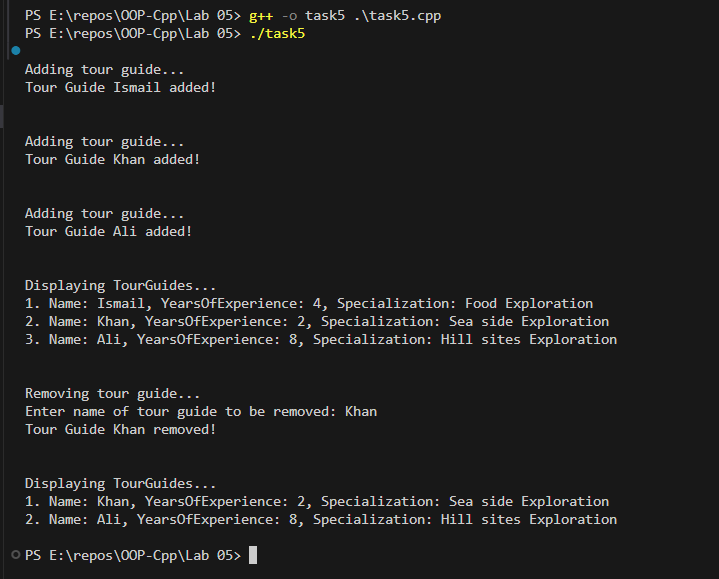 PS E:\repos\OOP-Cpp\Lab 05> g++ -o task5 .\task5.cpp
PS E:\repos\OOP-Cpp\Lab 05> ./task5
Adding tour guide...
Tour Guide Ismail added!
Adding tour guide...
Tour Guide Khan added!
Adding tour guide...
Tour Guide Ali added!
Displaying TourGuides...
1. Name: Ismail, YearsOfExperience: 4, Specialization: Food Exploration
2. Name: Khan, YearsOfExperience: 2, Specialization: Sea side Exploration
3. Name: Ali, YearsOfExperience: 8, Specialization: Hill sites Exploration
Removing tour guide...
Enter name of tour guide to be removed: Khan
Tour Guide Khan removed!
Displaying TourGuides...
1. Name: Khan, YearsOfExperience: 2, Specialization: Sea side Exploration
2. Name: Ali, YearsOfExperience: 8, Specialization: Hill sites Exploration
PS E:\repos\OOP-Cpp\Lab 05>